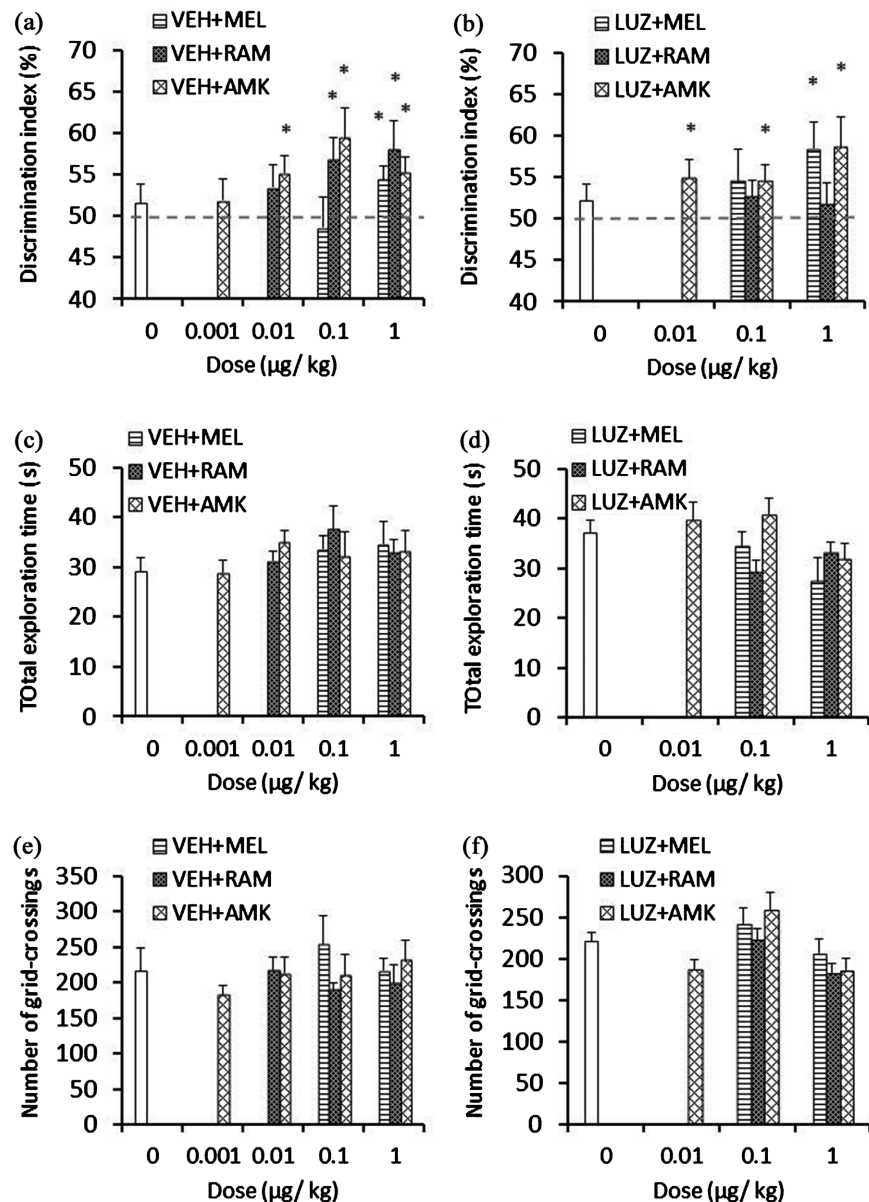 (a)
VEH+MEL
VEH+RAM
VEH+AMK
Discrimination index (%)
70
65
60
55
50
45
40
* * * * * *
0 0.001 0.01 0.1 1
Dose (µg/ kg)
(b)
LUZ+MEL
LUZ+RAM
LUZ+AMK
Discrimination index (%)
70
65
60
55
50
45
40
* * * *
0 0.01 0.1 1
Dose (µg/ kg)
(c)
VEH+MEL
VEH+RAM
VEH+AMK
TOtal exploration time (s)
50
40
30
20
10
0
0 0.001 0.01 0.1 1
Dose (µg/ kg)
(d)
LUZ+MEL
LUZ+RAM
LUZ+AMK
TOtal exploration time (s)
50
40
30
20
10
0
0 0.01 0.1 1
Dose (µg/ kg)
(e)
VEH+MEL
VEH+RAM
VEH+AMK
Number of grid-crossings
350
300
250
200
150
100
50
0
0 0.001 0.01 0.1 1
Dose (µg/ kg)
(f)
LUZ+MEL
LUZ+RAM
LUZ+AMK
Number of grid-crossings
300
250
200
150
100
50
0
0 0.01 0.1 1
Dose (µg/ kg)